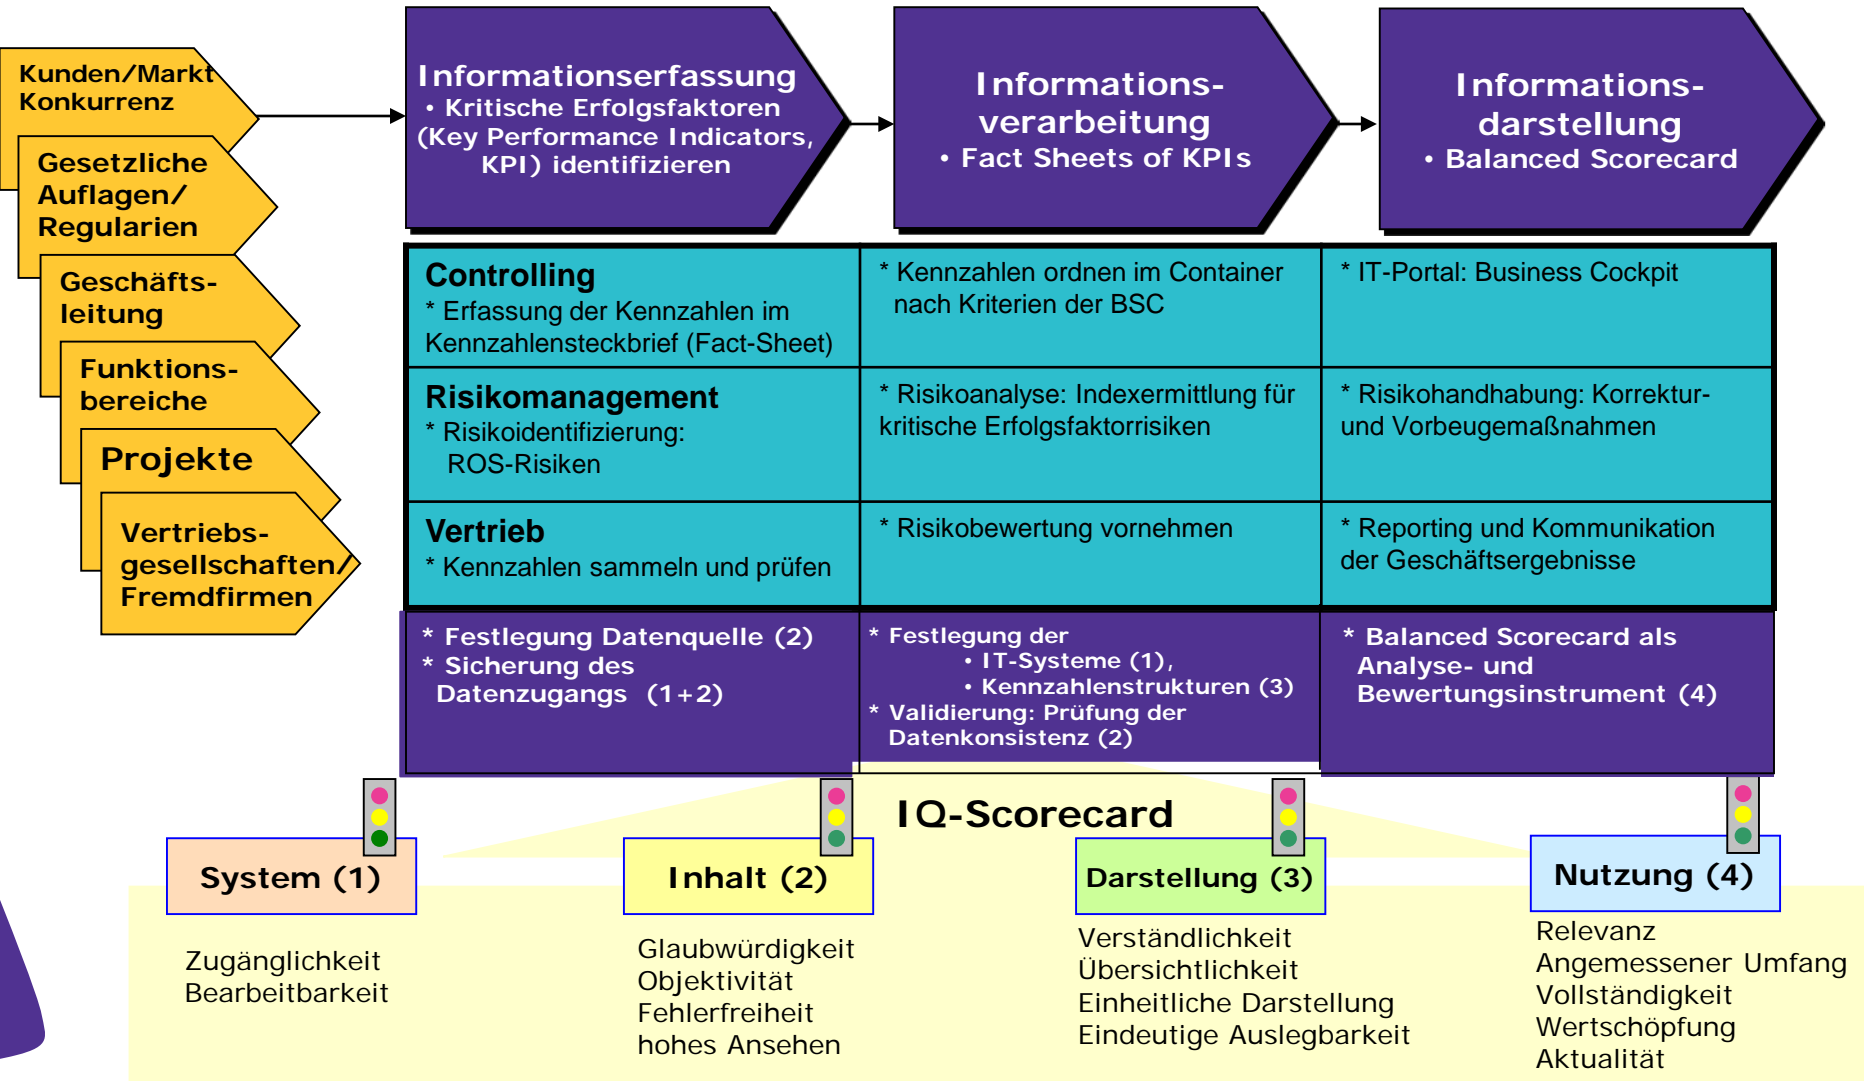 Kunden/Markt
Konkurrenz
Gesetzliche
Auflagen/
Regularien
Geschäfts-
leitung
Funktions-
bereiche
Projekte
Vertriebs-
gesellschaften/
Fremdfirmen
Informationserfassung
• Kritische Erfolgsfaktoren
(Key Performance Indicators,
KPI) identifizieren
Informations-
verarbeitung
• Fact Sheets of KPIs
Informations-
darstellung
• Balanced Scorecard
Controlling
* Erfassung der Kennzahlen im
Kennzahlensteckbrief (Fact-Sheet)
* Kennzahlen ordnen im Container
nach Kriterien der BSC
* IT-Portal: Business Cockpit
Risikomanagement
* Risikoidentifizierung:
ROS-Risiken
* Risikoanalyse: Indexermittlung für
kritische Erfolgsfaktorrisiken
* Risikohandhabung: Korrektur-
und Vorbeugemaßnahmen
Vertrieb
* Kennzahlen sammeln und prüfen
* Risikobewertung vornehmen
* Reporting und Kommunikation
der Geschäftsergebnisse
* Festlegung Datenquelle (2)
* Sicherung des
Datenzugangs (1+2)
* Festlegung der
• IT-Systeme (1),
• Kennzahlenstrukturen (3)
* Validierung: Prüfung der
Datenkonsistenz (2)
* Balanced Scorecard als
Analyse- und
Bewertungsinstrument (4)
IQ-Scorecard
System (1)
Zugänglichkeit
Bearbeitbarkeit
Inhalt (2)
Glaubwürdigkeit
Objektivität
Fehlerfreiheit
hohes Ansehen
Darstellung (3)
Verständlichkeit
Übersichtlichkeit
Einheitliche Darstellung
Eindeutige Auslegbarkeit
Nutzung (4)
Relevanz
Angemessener Umfang
Vollständigkeit
Wertschöpfung
Aktualität